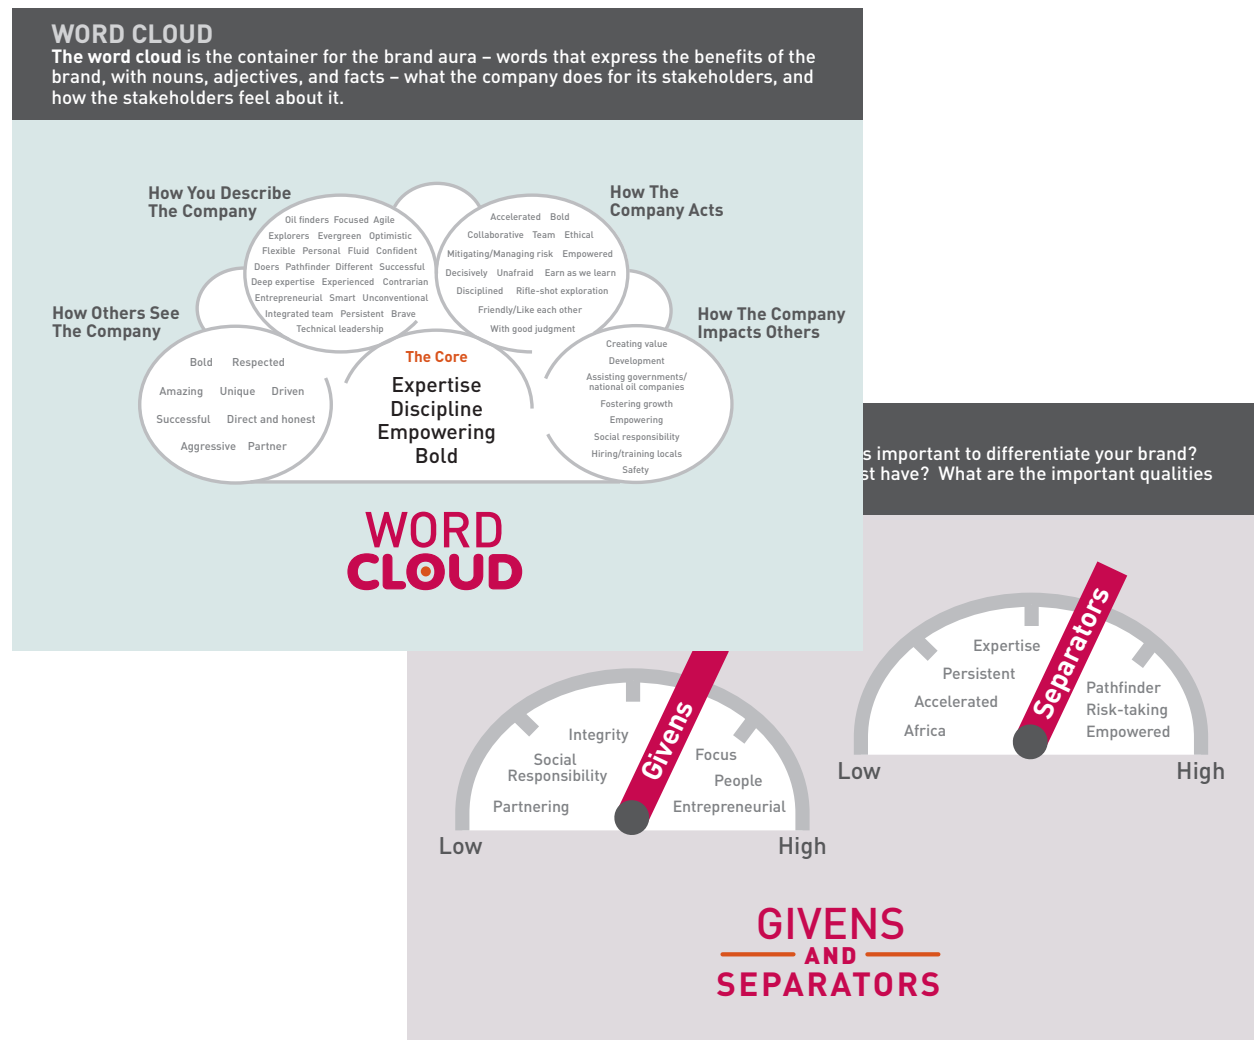 WORD CLOUD
The word cloud is the container for the brand aura – words that express the benefits of the
brand, with nouns, adjectives, and facts – what the company does for its stakeholders, and
how the stakeholders feel about it.
How You Describe
The Company
Oil finders Focused Agile
Explorers Evergreen Optimistic
Flexible Personal Fluid Confident
Doers Pathfinder Different Successful
Deep expertise Experienced Contrarian
Entrepreneurial Smart Unconventional
Integrated team Persistent Brave
Technical leadership
How The
Company Acts
Accelerated Bold
Collaborative Team Ethical
Mitigating/Managing risk Empowered
Decisively Unafraid Earn as we learn
Disciplined Rifle-shot exploration
Friendly/Like each other
With good judgment
How Others See
The Company
Bold Respected
Amazing Unique Driven
Successful Direct and honest
Aggressive Partner
The Core
Expertise
Discipline
Empowering
Bold
How The Company
Impacts Others
Creating value
Development
Assisting governments/
national oil companies
Fostering growth
Empowering
Social responsibility
Hiring/training locals
Safety
WORD
CLOUD
s important to differentiate your brand?
st have? What are the important qualities
Givens
Integrity
Social
Responsibility
Partnering
Focus
People
Entrepreneurial
Low
High
Separators
Expertise
Persistent
Accelerated
Africa
Pathfinder
Risk-taking
Empowered
Low
High
GIVENS
AND
SEPARATORS